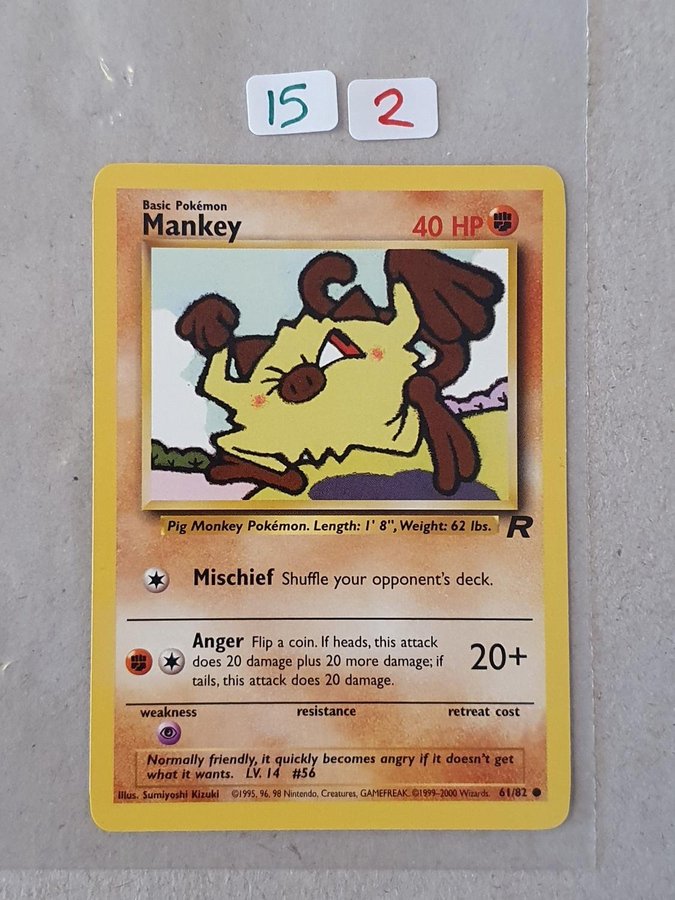 15 2
Basic Pokémon
Mankey 40 HP
Pig Monkey Pokémon. Length: 1' 8", Weight: 62 lbs.
R
Mischief Shuffle your opponent's deck.
Anger Flip a coin. If heads, this attack
does 20 damage plus 20 more damage; if
tails, this attack does 20 damage.
20+
weakness resistance retreat cost
Normally friendly, it quickly becomes angry if it doesn't get
what it wants. LV. 14 #56
Illus. Sumiyoshi Kizuki ©1995, 96, 98 Nintendo, Creatures, GAMEFREAK. ©1999-2000 Wizards. 61/82